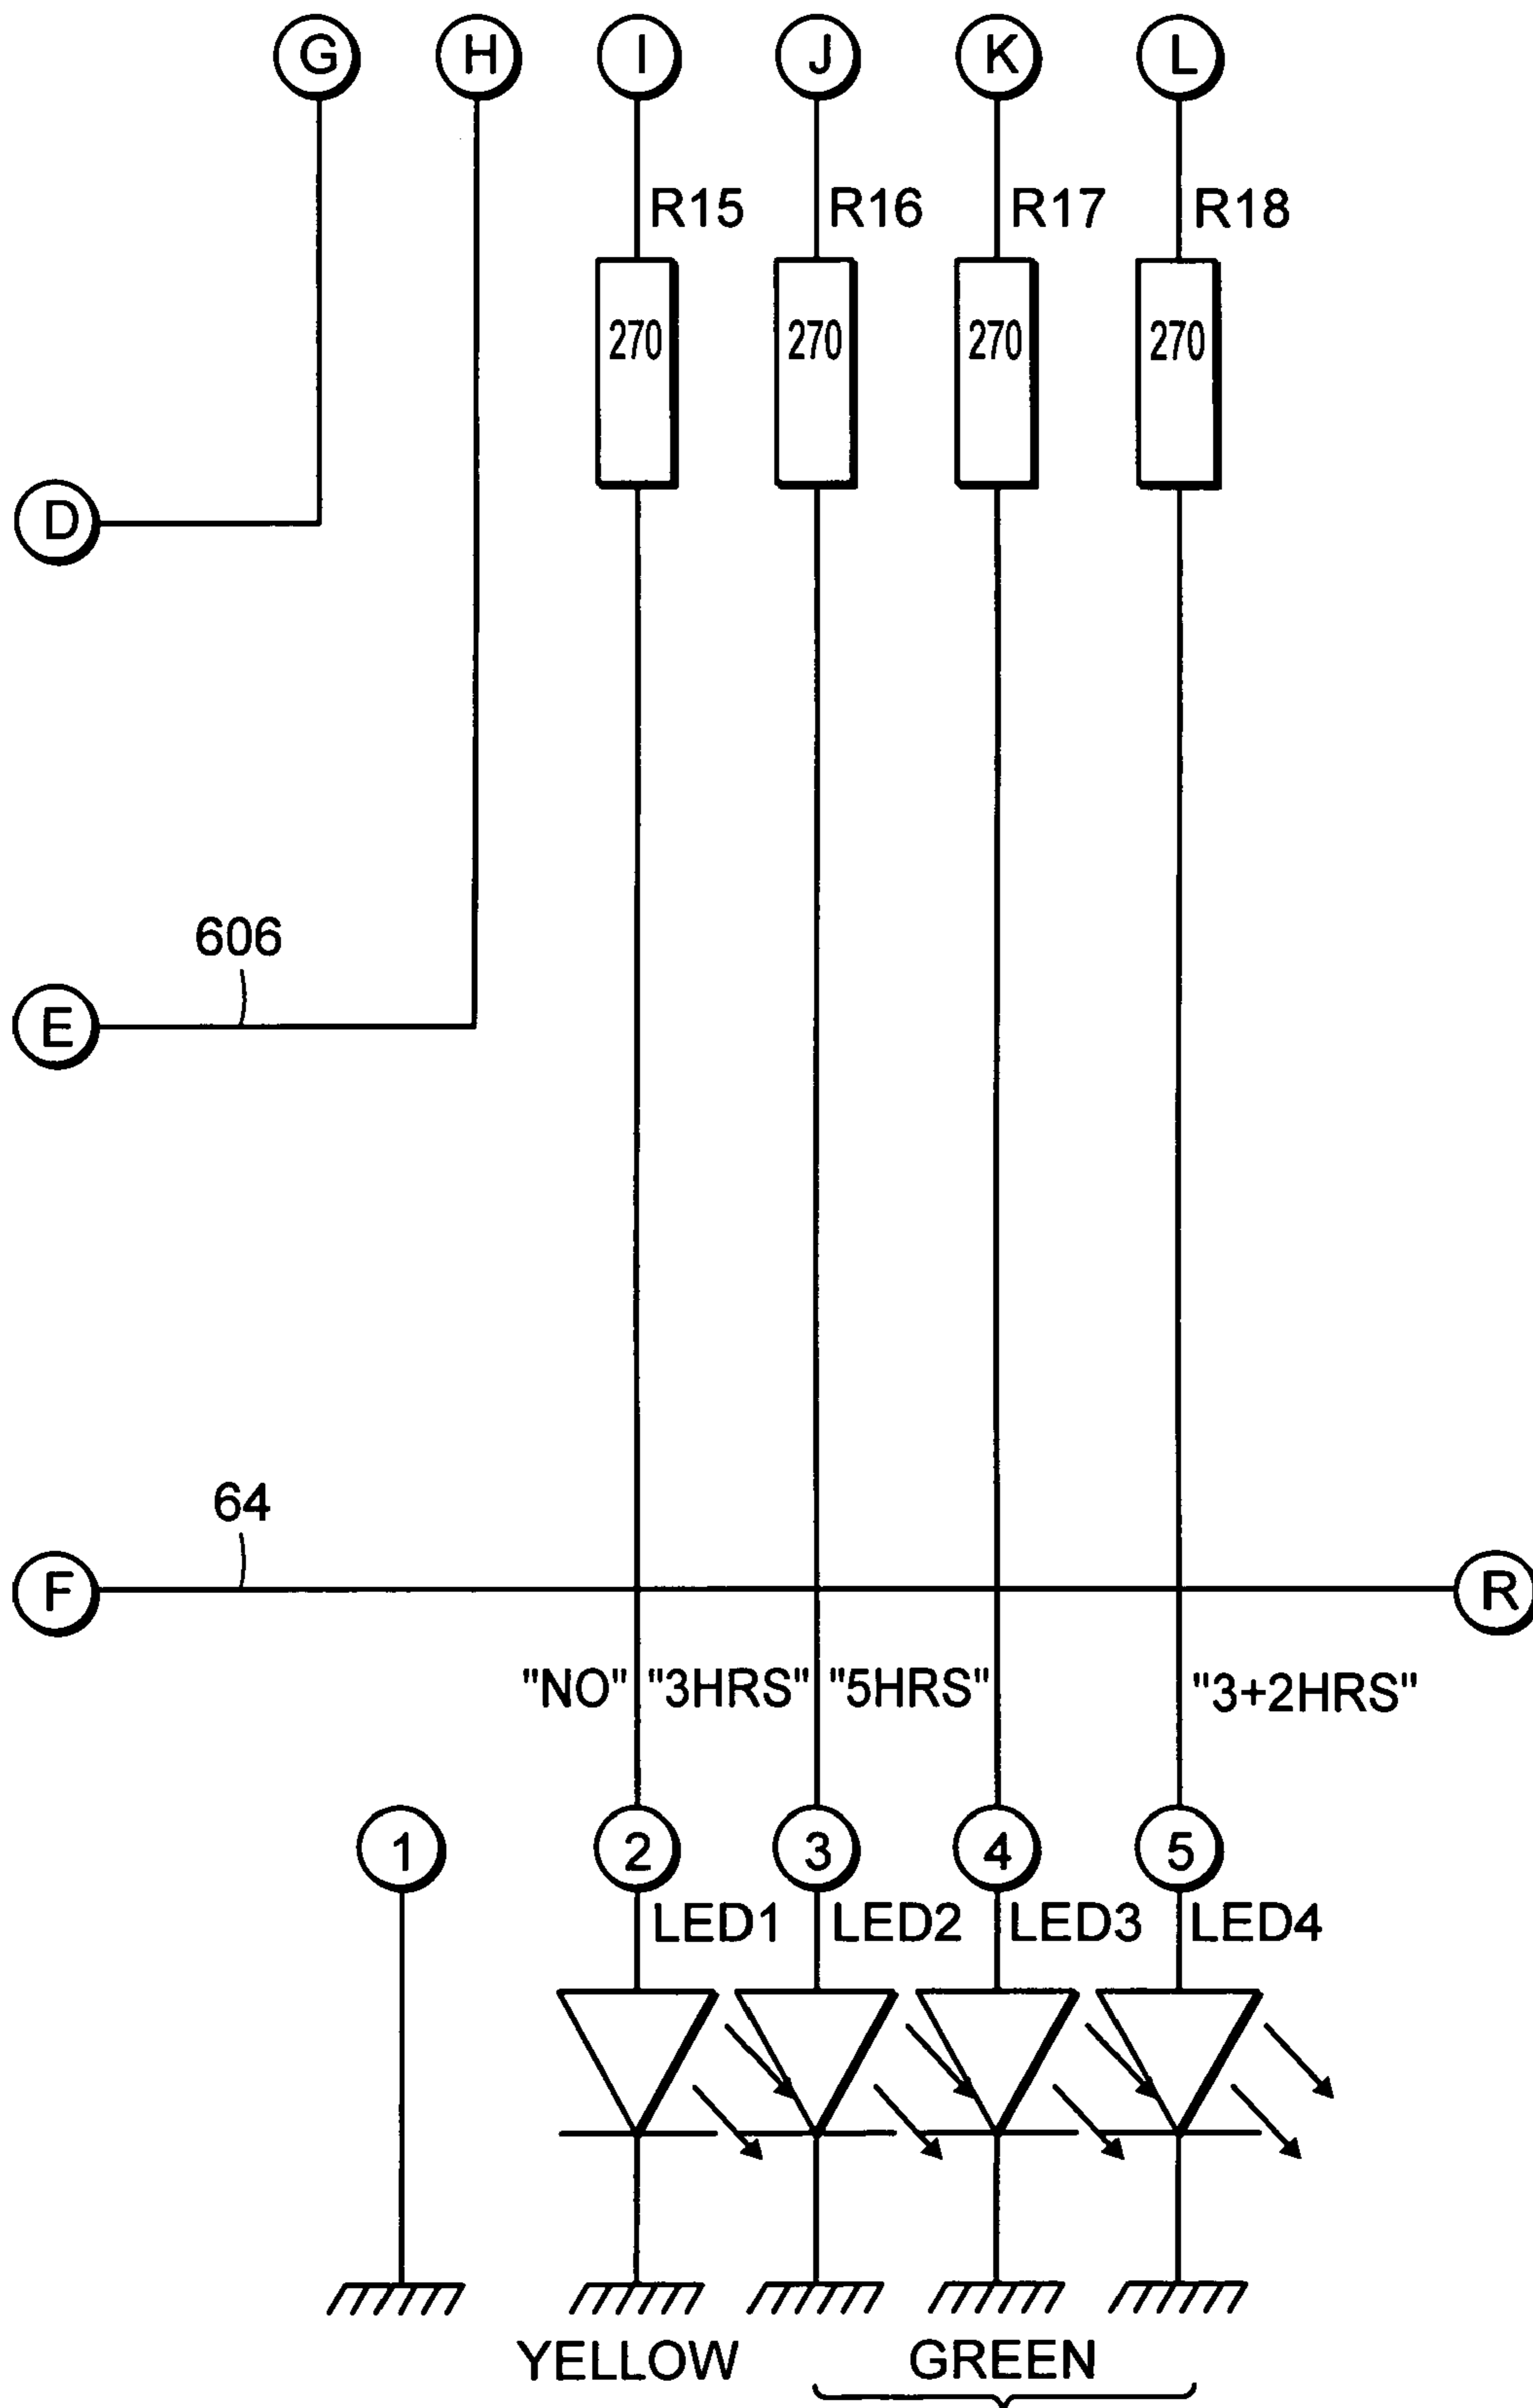 G H I J K L
R15 R16 R17 R18
270 270 270 270
D
606
E
64
F R
"NO" "3HRS" "5HRS" "3+2HRS"
1 2 3 4 5
LED1 LED2 LED3 LED4
YELLOW GREEN